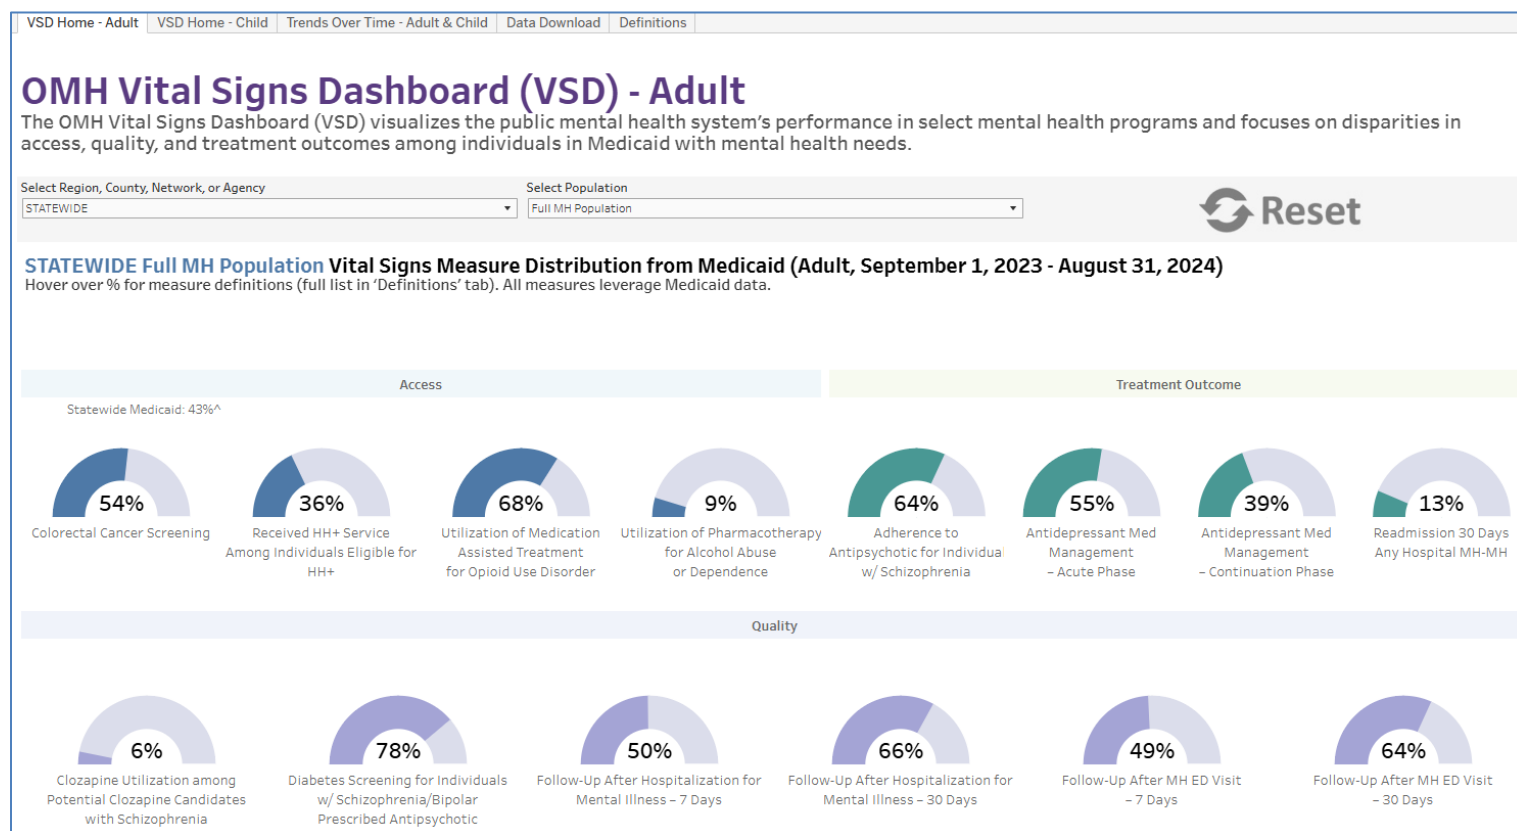 VSD Home - Adult
VSD Home - Child
Trends Over Time - Adult & Child
Data Download
Definitions
OMH Vital Signs Dashboard (VSD) - Adult
The OMH Vital Signs Dashboard (VSD) visualizes the public mental health system's performance in select mental health programs and focuses on disparities in
access, quality, and treatment outcomes among individuals in Medicaid with mental health needs.
Select Region, County, Network, or Agency
STATEWIDE
Select Population
Full MH Population
Reset
STATEWIDE Full MH Population Vital Signs Measure Distribution from Medicaid (Adult, September 1, 2023 - August 31, 2024)
Hover over % for measure definitions (full list in 'Definitions' tab). All measures leverage Medicaid data.
Access
Statewide Medicaid: 43%^
54%
Colorectal Cancer Screening
36%
Received HH+ Service
Among Individuals Eligible for
HH+
68%
Utilization of Medication
Assisted Treatment
for Opioid Use Disorder
9%
Utilization of Pharmacotherapy
for Alcohol Abuse
or Dependence
Treatment Outcome
64%
Adherence to
Antipsychotic for Individua
w/ Schizophrenia
55%
Antidepressant Med
Management
– Acute Phase
39%
Antidepressant Med
Management
– Continuation Phase
13%
Readmission 30 Days
Any Hospital MH-MH
Quality
6%
Clozapine Utilization among
Potential Clozapine Candidates
with Schizophrenia
78%
Diabetes Screening for Individuals
w/ Schizophrenia/Bipolar
Prescribed Antipsychotic
50%
Follow-Up After Hospitalization for
Mental Illness – 7 Days
66%
Follow-Up After Hospitalization for
Mental Illness – 30 Days
49%
Follow-Up After MH ED Visit
– 7 Days
64%
Follow-Up After MH ED Visit
– 30 Days